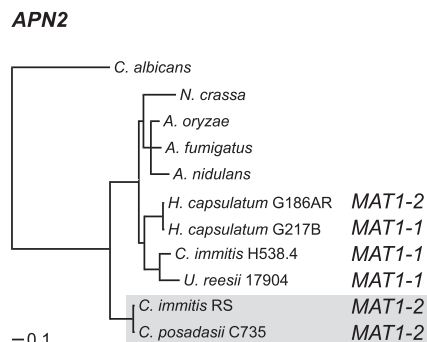 APN2
C. albicans
N. crassa
A. oryzae
A. fumigatus
A. nidulans
H. capsulatum G186AR MAT1-2
H. capsulatum G217B MAT1-1
C. immitis H538.4 MAT1-1
U. reesii 17904 MAT1-1
C. immitis RS MAT1-2
C. posadasii C735 MAT1-2
0.1